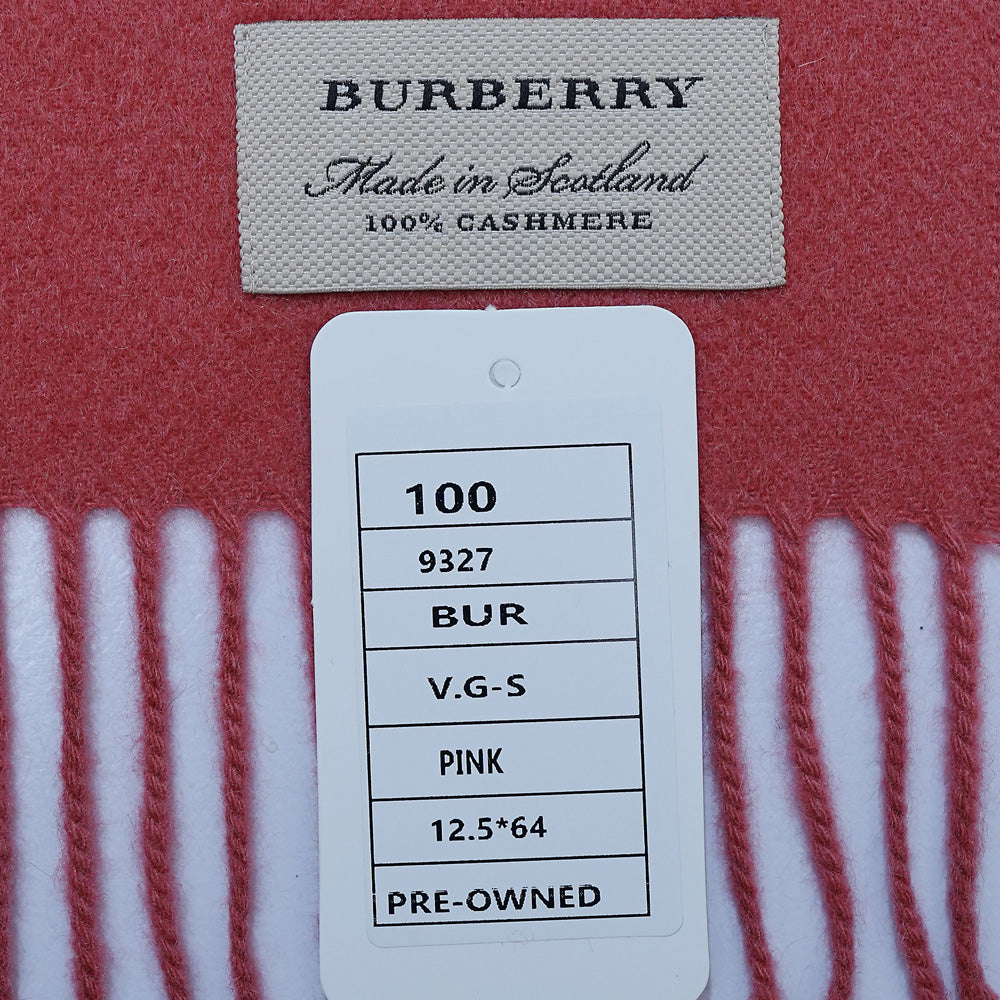 BURBERRY
Made in Scotland
100% CASHMERE
100
9327
BUR
V.G-S
PINK
12.5*64
PRE-OWNED